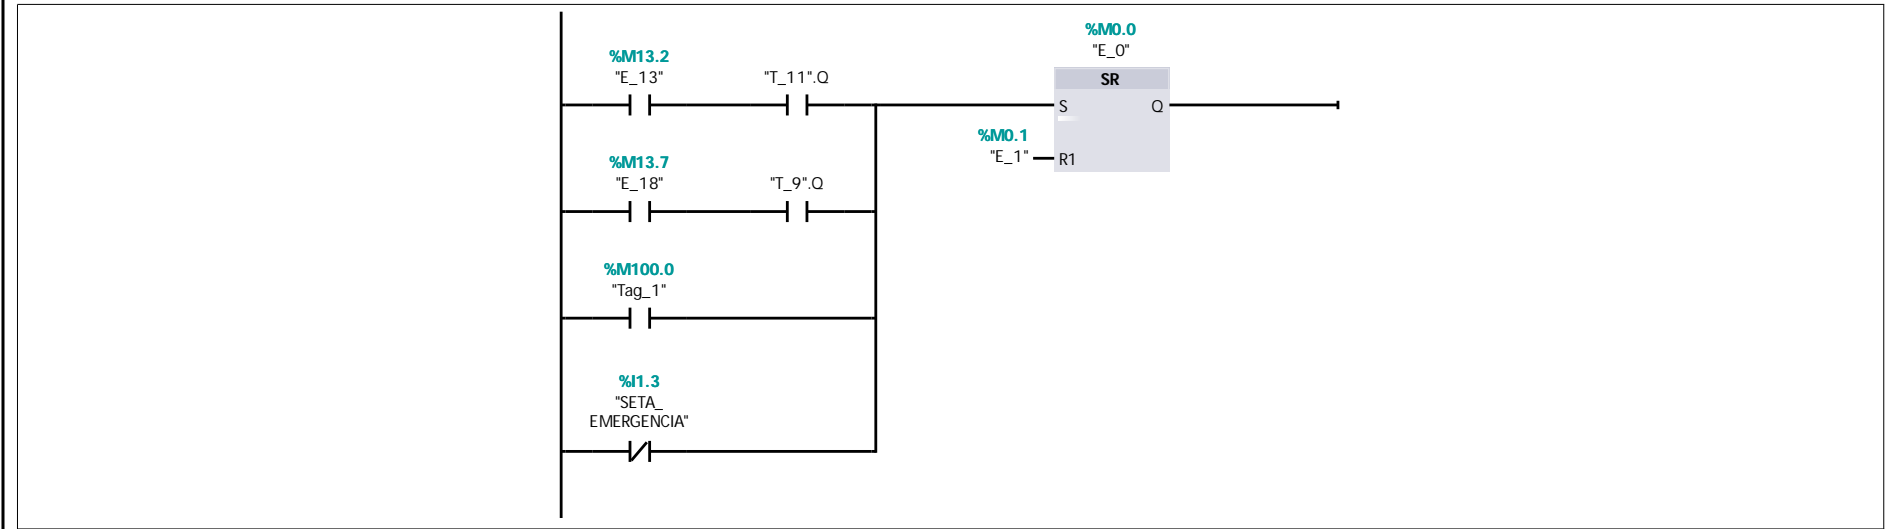 %M0.0
"E_0"
%M13.2
"E_13"
"T_11".Q
SR
S
Q
%M0.1
"E_1"
R1
%M13.7
"E_18"
"T_9".Q
%M100.0
"Tag_1"
%I1.3
"SETA_
EMERGENCIA"